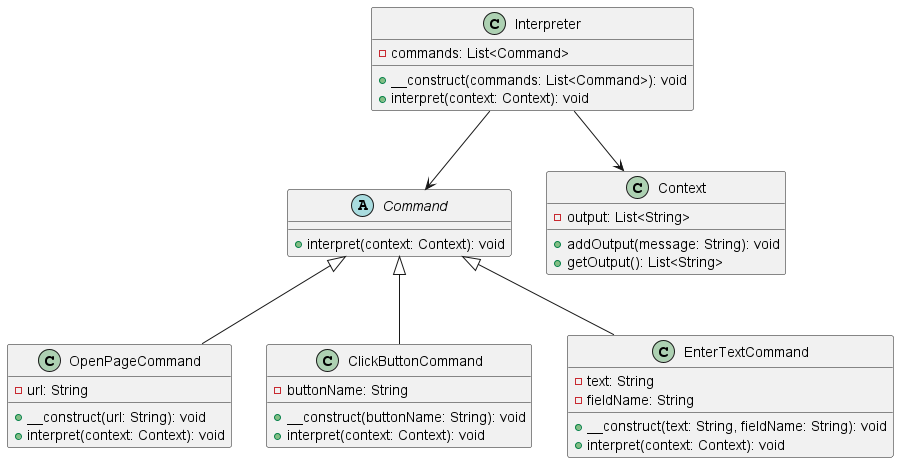 C Interpreter
commands: List<Command>
__construct(commands: List<Command>): void
interpret(context: Context): void
A Command
interpret(context: Context): void
C Context
output: List<String>
addOutput(message: String): void
getOutput(): List<String>
C OpenPageCommand
url: String
__construct(url: String): void
interpret(context: Context): void
C ClickButtonCommand
buttonName: String
__construct(buttonName: String): void
interpret(context: Context): void
C EnterTextCommand
text: String
fieldName: String
__construct(text: String, fieldName: String): void
interpret(context: Context): void